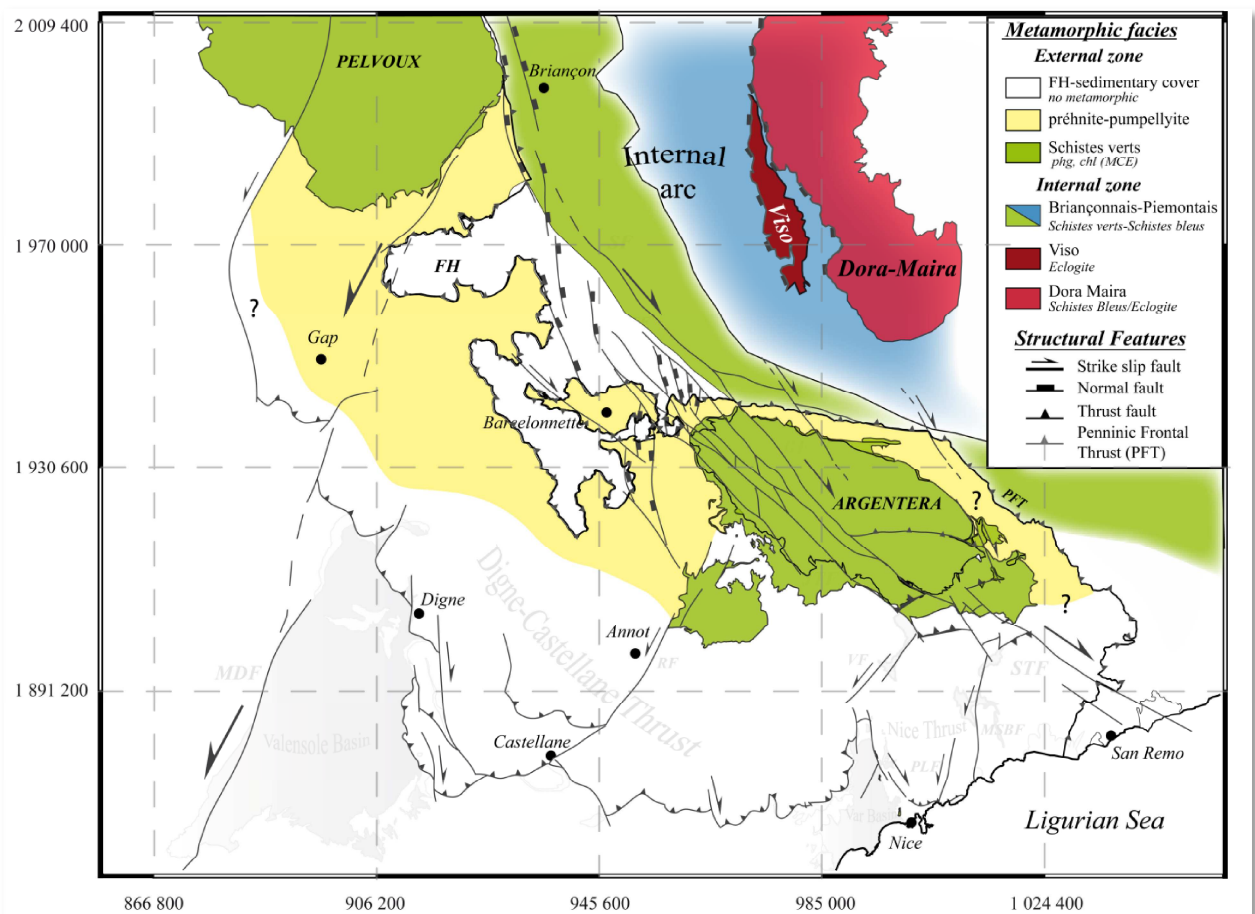 2 009 400
1 970 000
1 930 600
1 891 200
866 800
906 200
945 600
985 000
1 024 400
PELVOUX
Briançon
Internal
arc
Viso
Dora-Maira
FH
?
Gap
Barcelonnette
ARGENTERA
?
PFT
?
Digne
Annot
RF
Digne-Castellane Thrust
MDF
Valensole Basin
Castellane
VF
STF
Nice Thrust
MSBF
PLF
Var Basin
Nice
San Remo
Ligurian Sea
Metamorphic facies
External zone
FH-sedimentary cover
no metamorphic
préhnite-pumpellyite
Schistes verts
phg, chl (MCE)
Internal zone
Briançonnais-Piemontais
Schistes verts-Schistes bleus
Viso
Eclogite
Dora Maira
Schistes Bleus/Eclogite
Structural Features
Strike slip fault
Normal fault
Thrust fault
Penninic Frontal
Thrust (PFT)